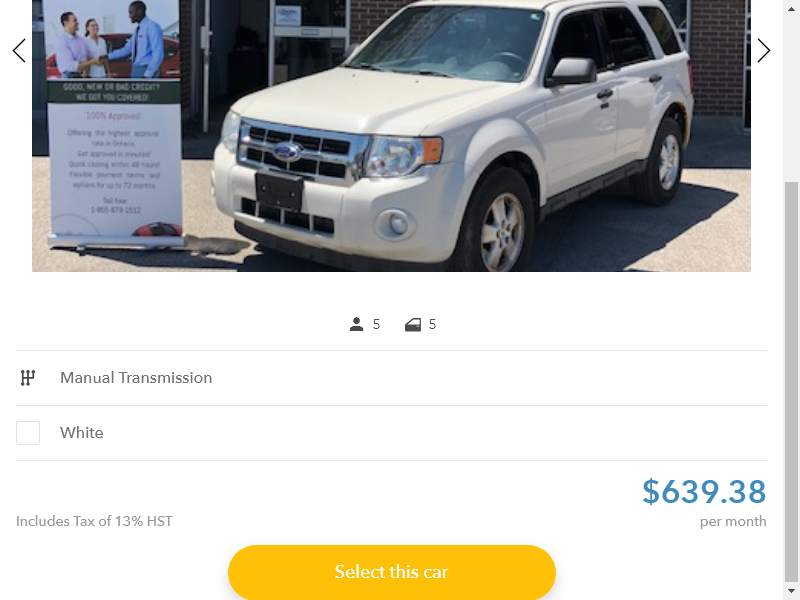 GOOD, NEW OR BAD CREDIT?
WE GOT YOU COVERED!
100% Approved
Offering the highest approval
rate in Ontario.
Get approved in minutes!
Quick closing within 48 hours!
Flexible payment terms and
options for up to 72 months.
Toll free:
1-855-879-1512
Ford
5
5
Manual Transmission
White
$639.38
Includes Tax of 13% HST
per month
Select this car